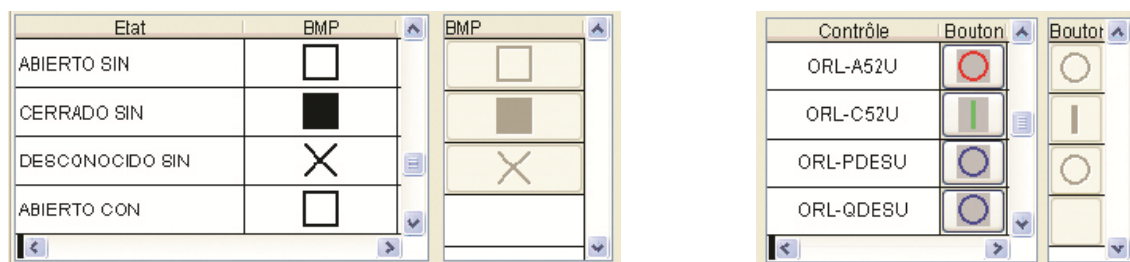 Etat BMP BMP
ABIERTO SIN
CERRADO SIN
DESCONOCIDO SIN
ABIERTO CON
Contrôle Bouton Bouton
ORL-A52U
ORL-C52U
ORL-PDESU
ORL-QDESU